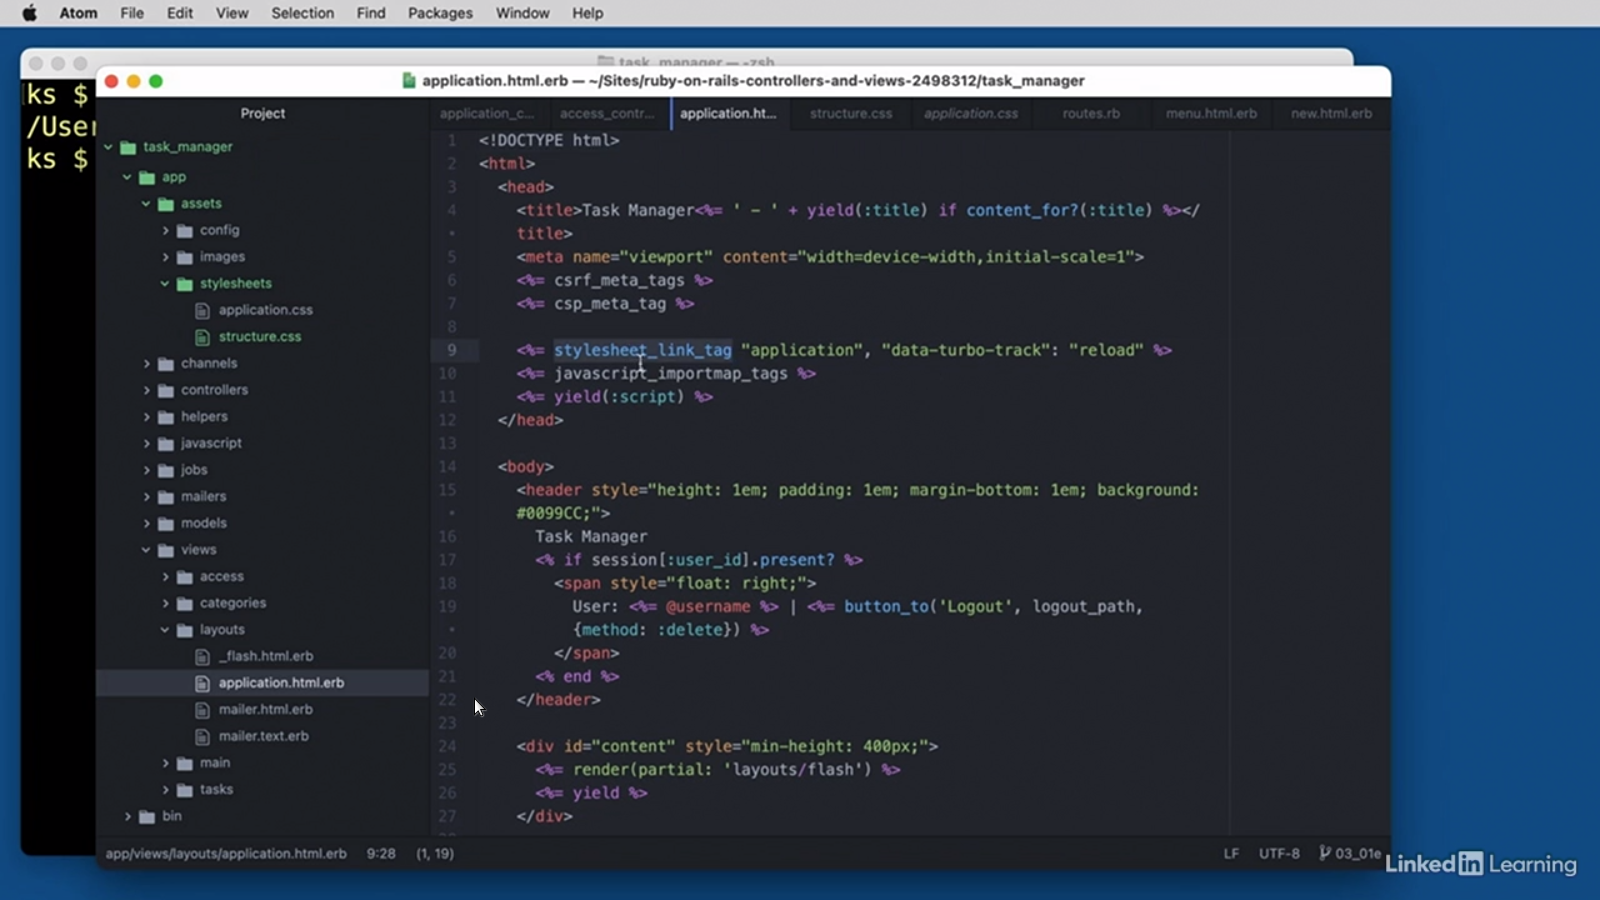 Atom File Edit View Selection Find Packages Window Help
task_manager — -zsh
application.html.erb — ~/Sites/ruby-on-rails-controllers-and-views-2498312/task_manager
ks $
/User
ks $
Project
application_c... access_contr... application.ht... structure.css application.css routes.rb menu.html.erb new.html.erb
task_manager
app
assets
config
images
stylesheets
application.css
structure.css
channels
controllers
helpers
javascript
jobs
mailers
models
views
access
categories
layouts
_flash.html.erb
application.html.erb
mailer.html.erb
mailer.text.erb
main
tasks
bin
1 <!DOCTYPE html>
2 <html>
3 <head>
4 <title>Task Manager<%= ' - ' + yield(:title) if content_for?(:title) %></
• title>
5 <meta name="viewport" content="width=device-width,initial-scale=1">
6 <%= csrf_meta_tags %>
7 <%= csp_meta_tag %>
8
9 <%= stylesheet_link_tag "application", "data-turbo-track": "reload" %>
10 <%= javascript_importmap_tags %>
11 <%= yield(:script) %>
12 </head>
13
14 <body>
15 <header style="height: 1em; padding: 1em; margin-bottom: 1em; background:
• #0099CC;">
16 Task Manager
17 <% if session[:user_id].present? %>
18 <span style="float: right;">
19 User: <%= @username %> | <%= button_to('Logout', logout_path,
• {method: :delete}) %>
20 </span>
21 <% end %>
22 </header>
23
24 <div id="content" style="min-height: 400px;">
25 <%= render(partial: 'layouts/flash') %>
26 <%= yield %>
27 </div>
app/views/layouts/application.html.erb 9:28 (1, 19) LF UTF-8 03_01e
Linked in Learning